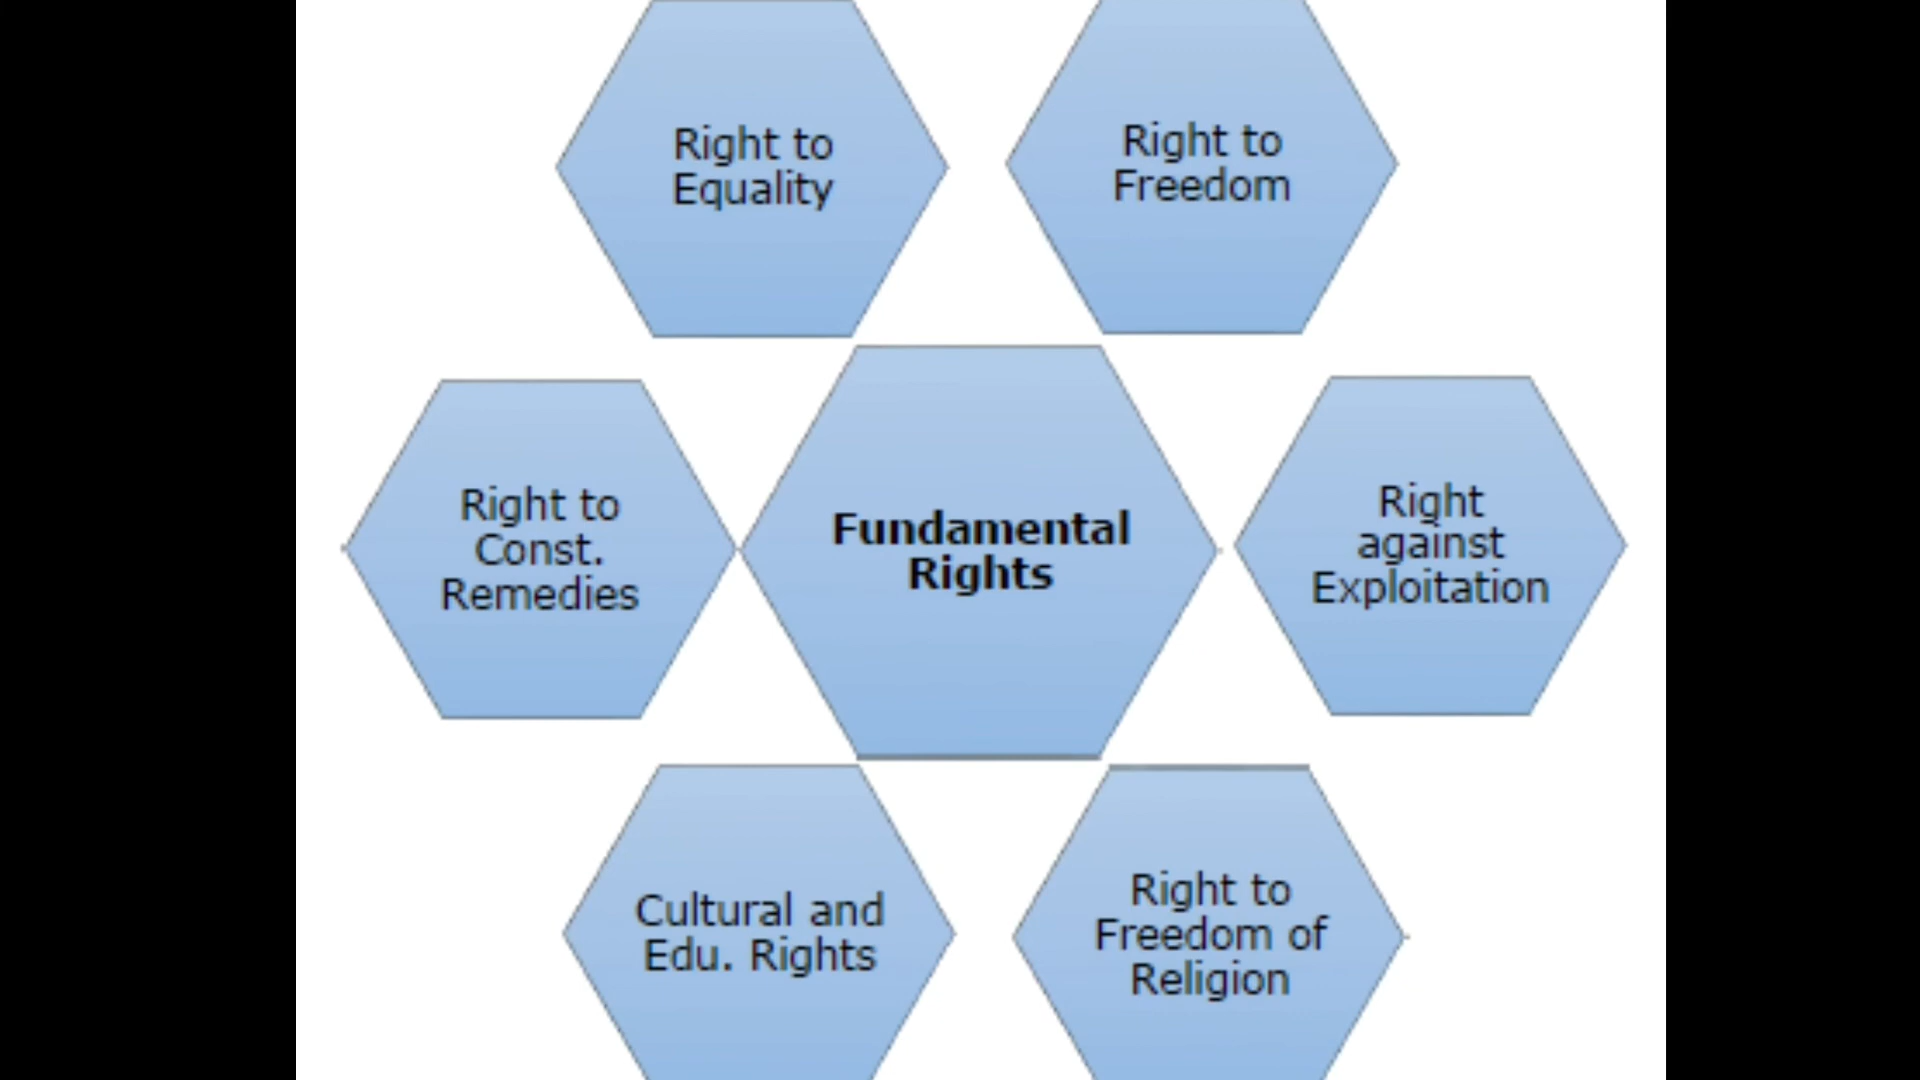 Right to
Equality
Right to
Freedom
Right to
Const.
Remedies
Fundamental
Rights
Right
against
Exploitation
Cultural and
Edu. Rights
Right to
Freedom of
Religion